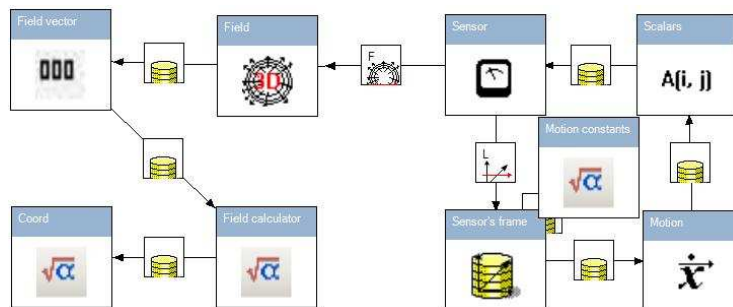 Field vector
Field
Sensor
Scalars
000
3D
F
A(i, j)
L
Motion constants
√α
Coord
Field calculator
Sensor's frame
Motion
√α
√α
ẋ